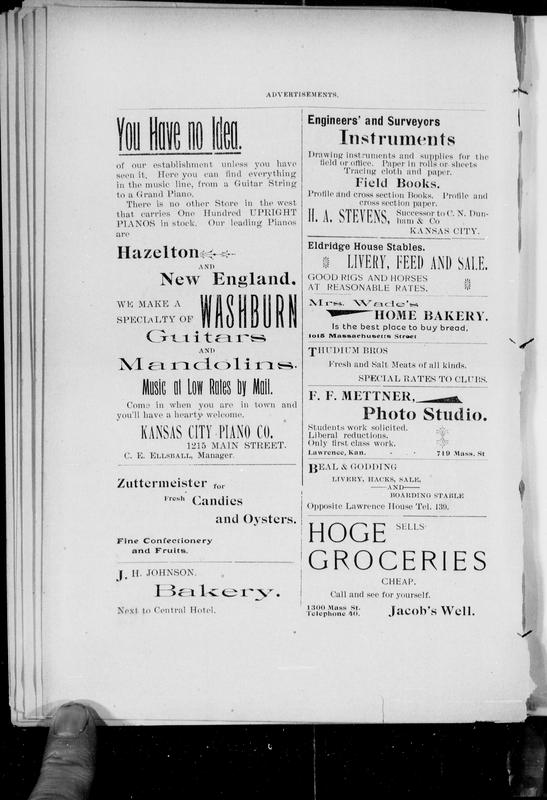 ADVERTISEMENTS.
You Have no Idea.
of our establishment unless you have
seen it. Here you can find everything
in the music line, from a Guitar String
to a Grand Piano.
There is no other Store in the west
that carries One Hundred UPRIGHT
PIANOS in stock. Our leading Pianos
are
Hazelton
AND
New England.
WE MAKE A
SPECIALTY OF WASHBURN
Guitars
AND
Mandolins.
Music at Low Rates by Mail.
Come in when you are in town and
you'll have a hearty welcome.
KANSAS CITY PIANO CO.
1215 MAIN STREET.
C. E. ELLSBALL, Manager.
Zuttermeister for
Fresh Candies
and Oysters.
Fine Confectionery
and Fruits.
J. H. JOHNSON.
Bakery.
Next to Central Hotel.
Engineers' and Surveyors
Instruments
Drawing instruments and supplies for the
field or office. Paper in rolls or sheets
Tracing cloth and paper.
Field Books.
Profile and cross section Books. Profile and
cross section paper.
H. A. STEVENS, Successor to C. N. Dun-
ham & Co
KANSAS CITY.
Eldridge House Stables.
LIVERY, FEED AND SALE.
GOOD RIGS AND HORSES
AT REASONABLE RATES.
Mrs. Wade's
HOME BAKERY.
Is the best place to buy bread.
1015 Massachusetts Street
THUDIUM BROS
Fresh and Salt Meats of all kinds.
SPECIAL RATES TO CLUBS.
F. F. METTNER,
Photo Studio.
Students work solicited.
Liberal reductions.
Only first class work.
Lawrence, Kan. - - 719 Mass. St
BEAL & GODDING
LIVERY, HACKS, SALE,
—AND—
BOARDING STABLE
Opposite Lawrence House Tel. 139.
HOGE SELLS
GROCERIES
CHEAP.
Call and see for yourself.
1300 Mass St.
Telephone 40. Jacob's Well.